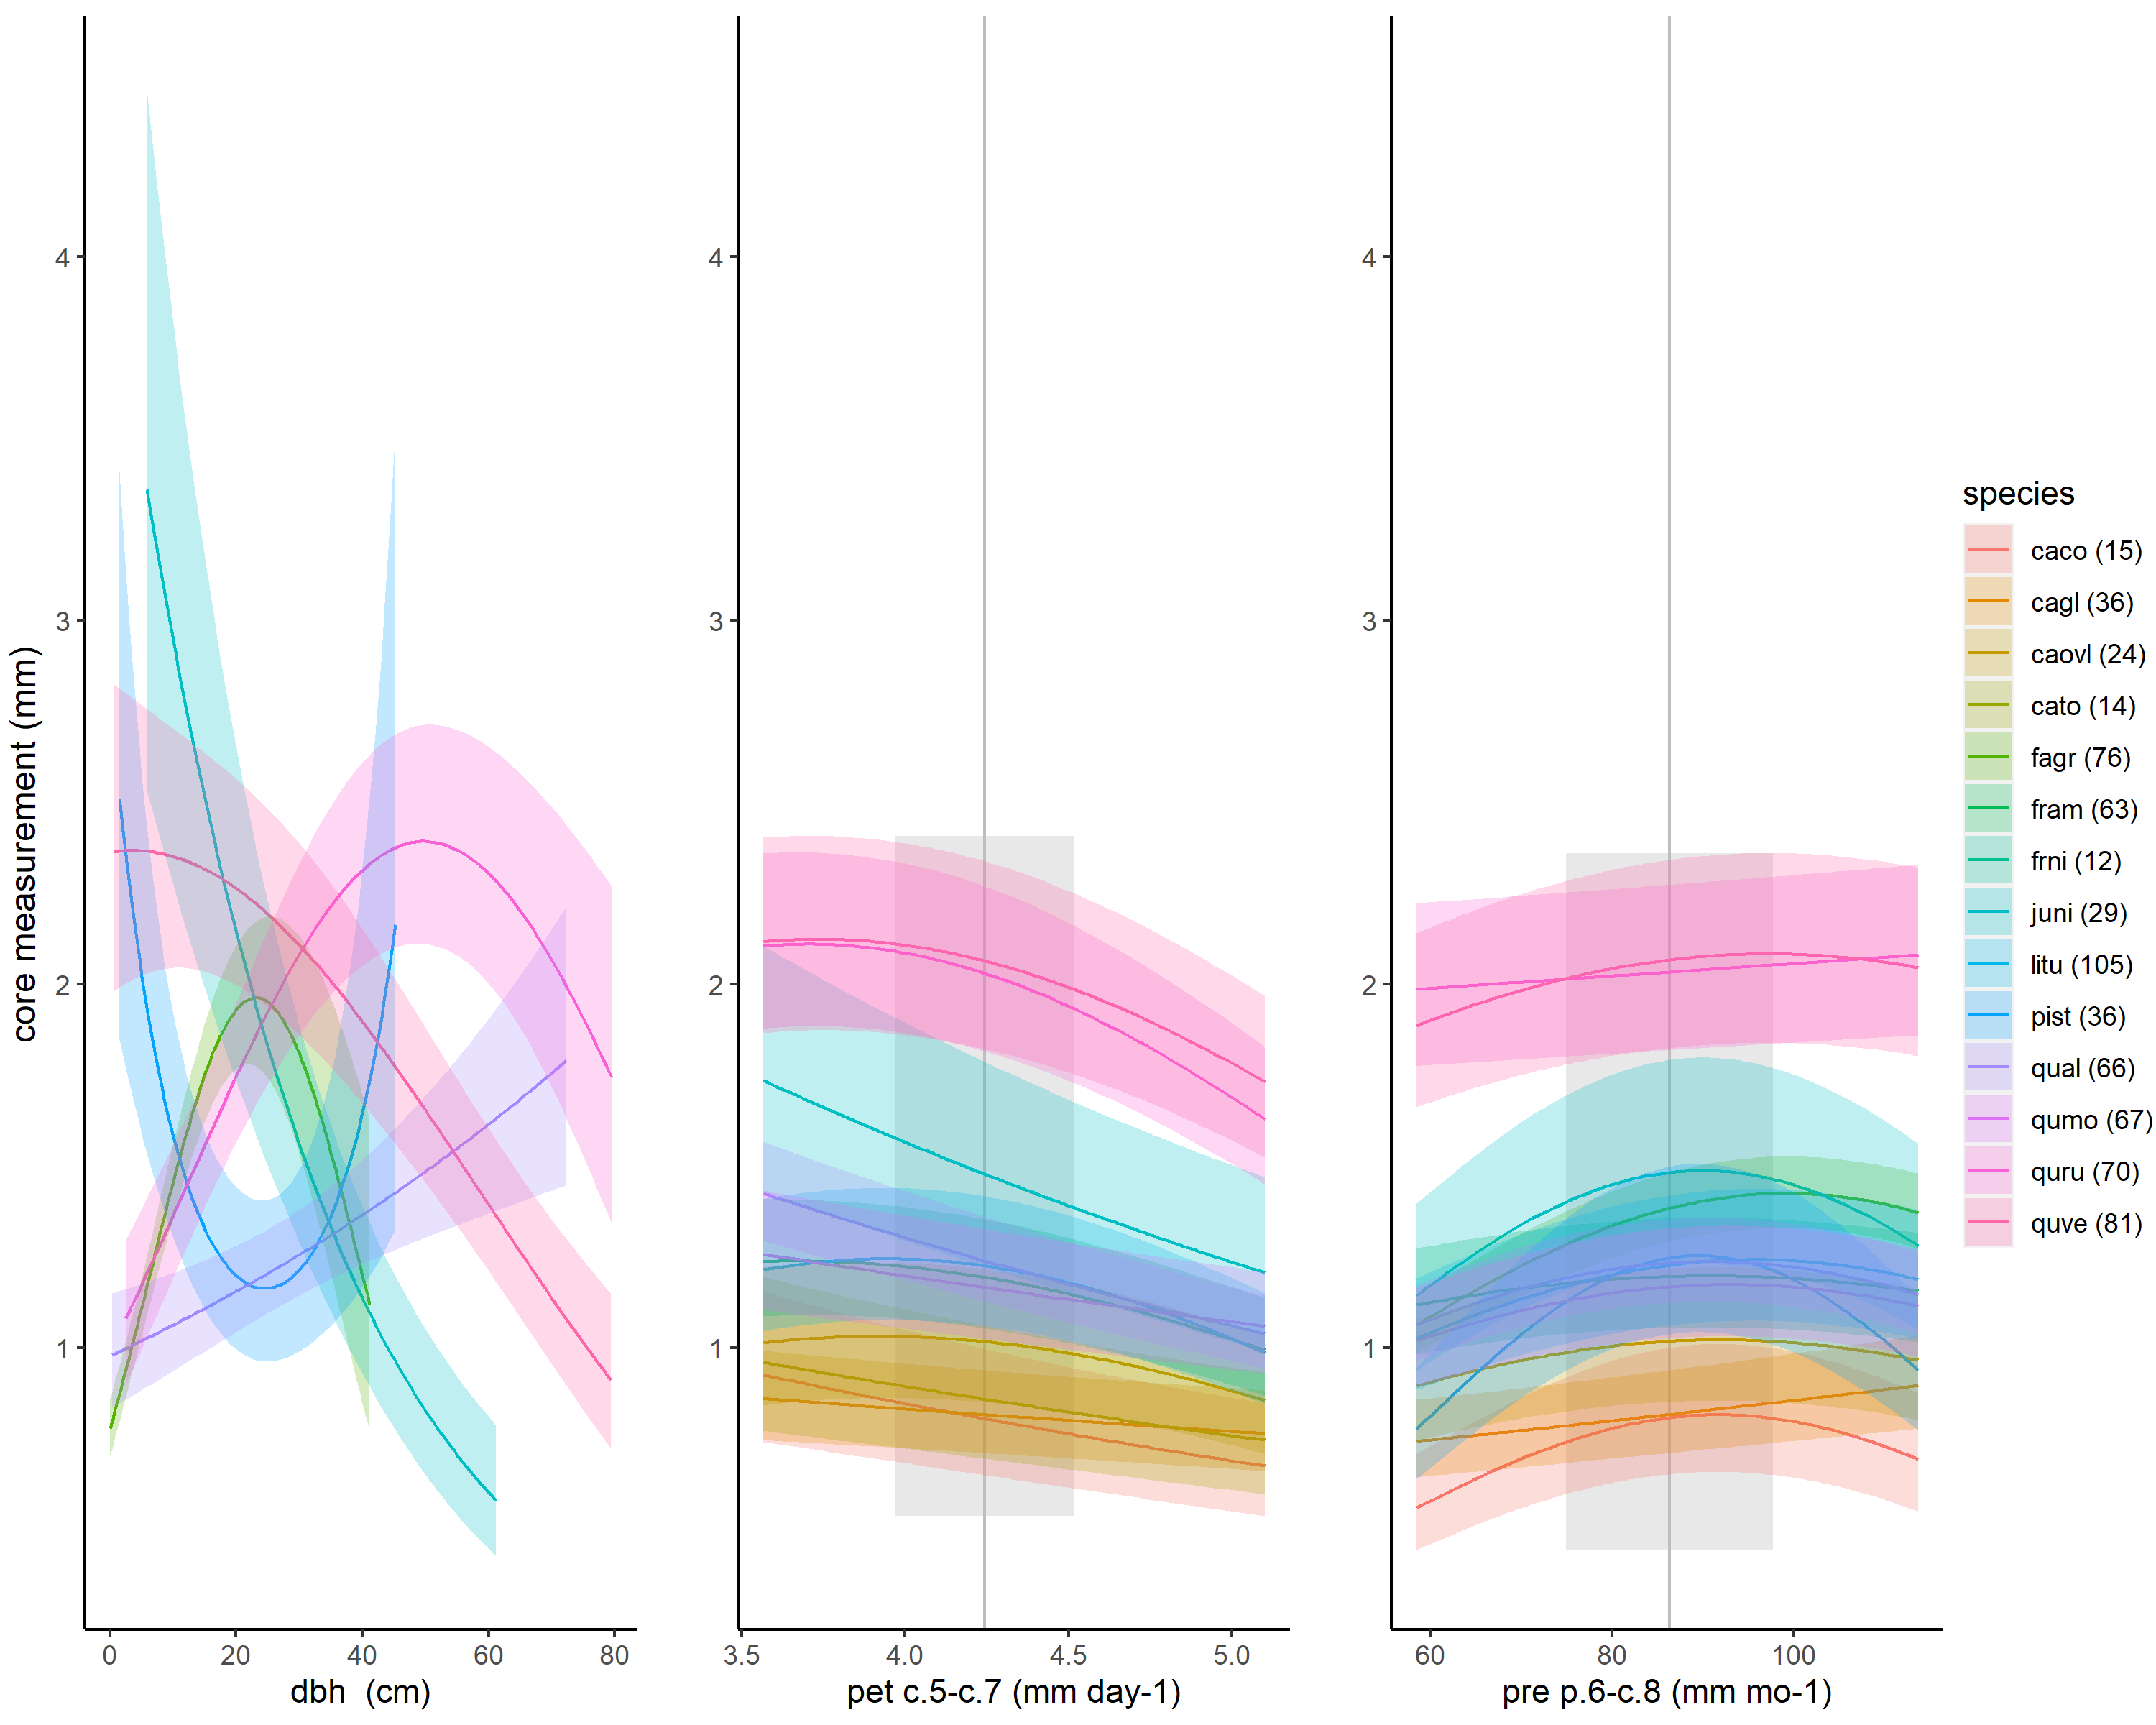 core measurement (mm)
4
3
2
1
0 20 40 60 80
dbh (cm)
4
3
2
1
3.5 4.0 4.5 5.0
pet c.5-c.7 (mm day-1)
4
3
2
1
60 80 100
pre p.6-c.8 (mm mo-1)
species
caco (15)
cagl (36)
caovl (24)
cato (14)
fagr (76)
fram (63)
frni (12)
juni (29)
litu (105)
pist (36)
qual (66)
qumo (67)
quru (70)
quve (81)